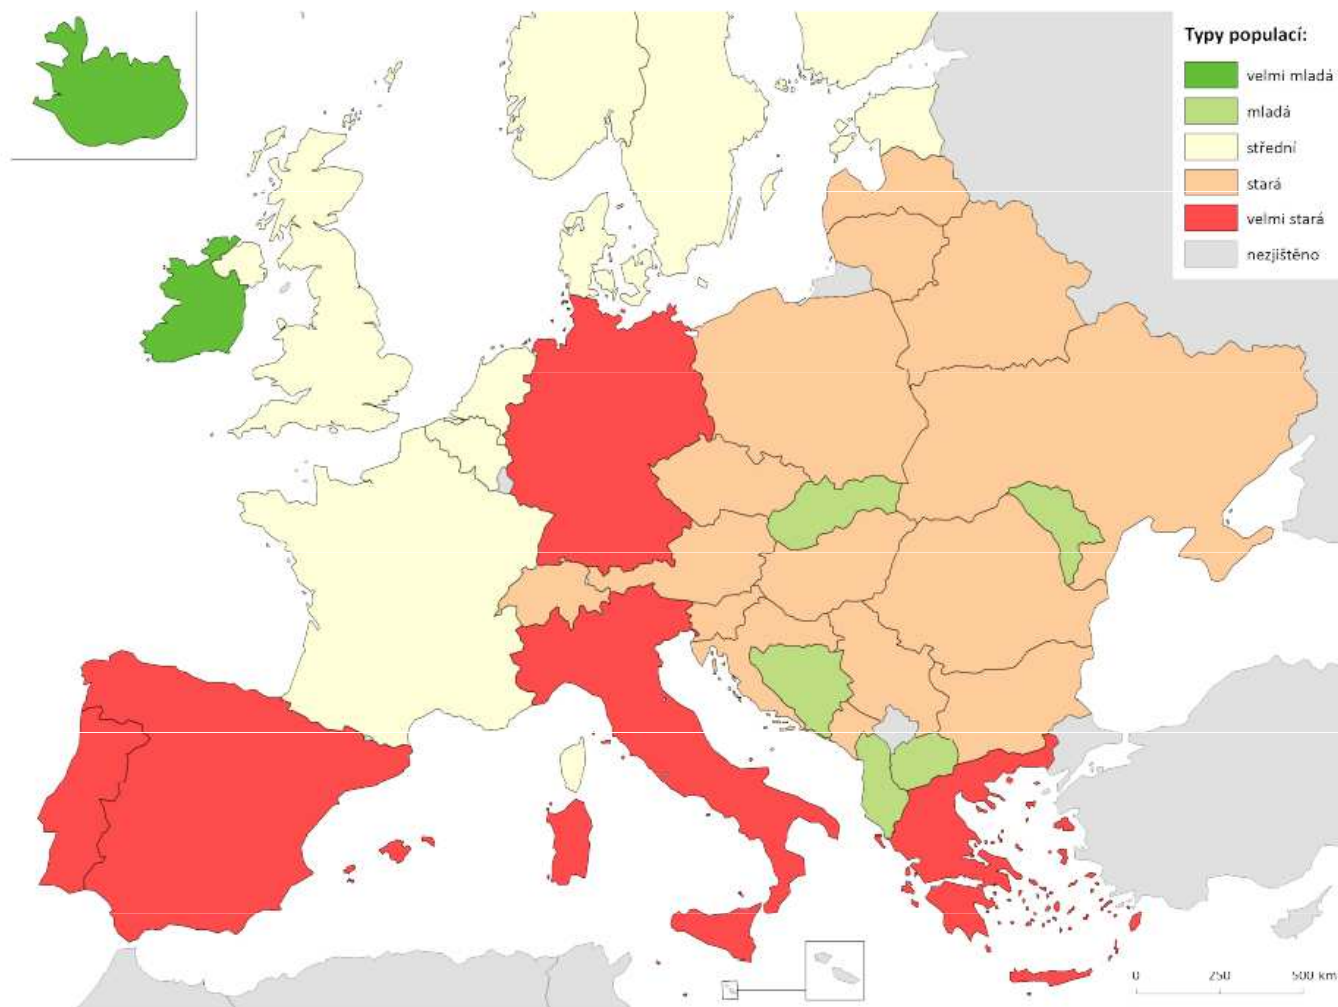 Typy populací:
velmi mladá
mladá
střední
stará
velmi stará
nezjištěno
0 250 500 km